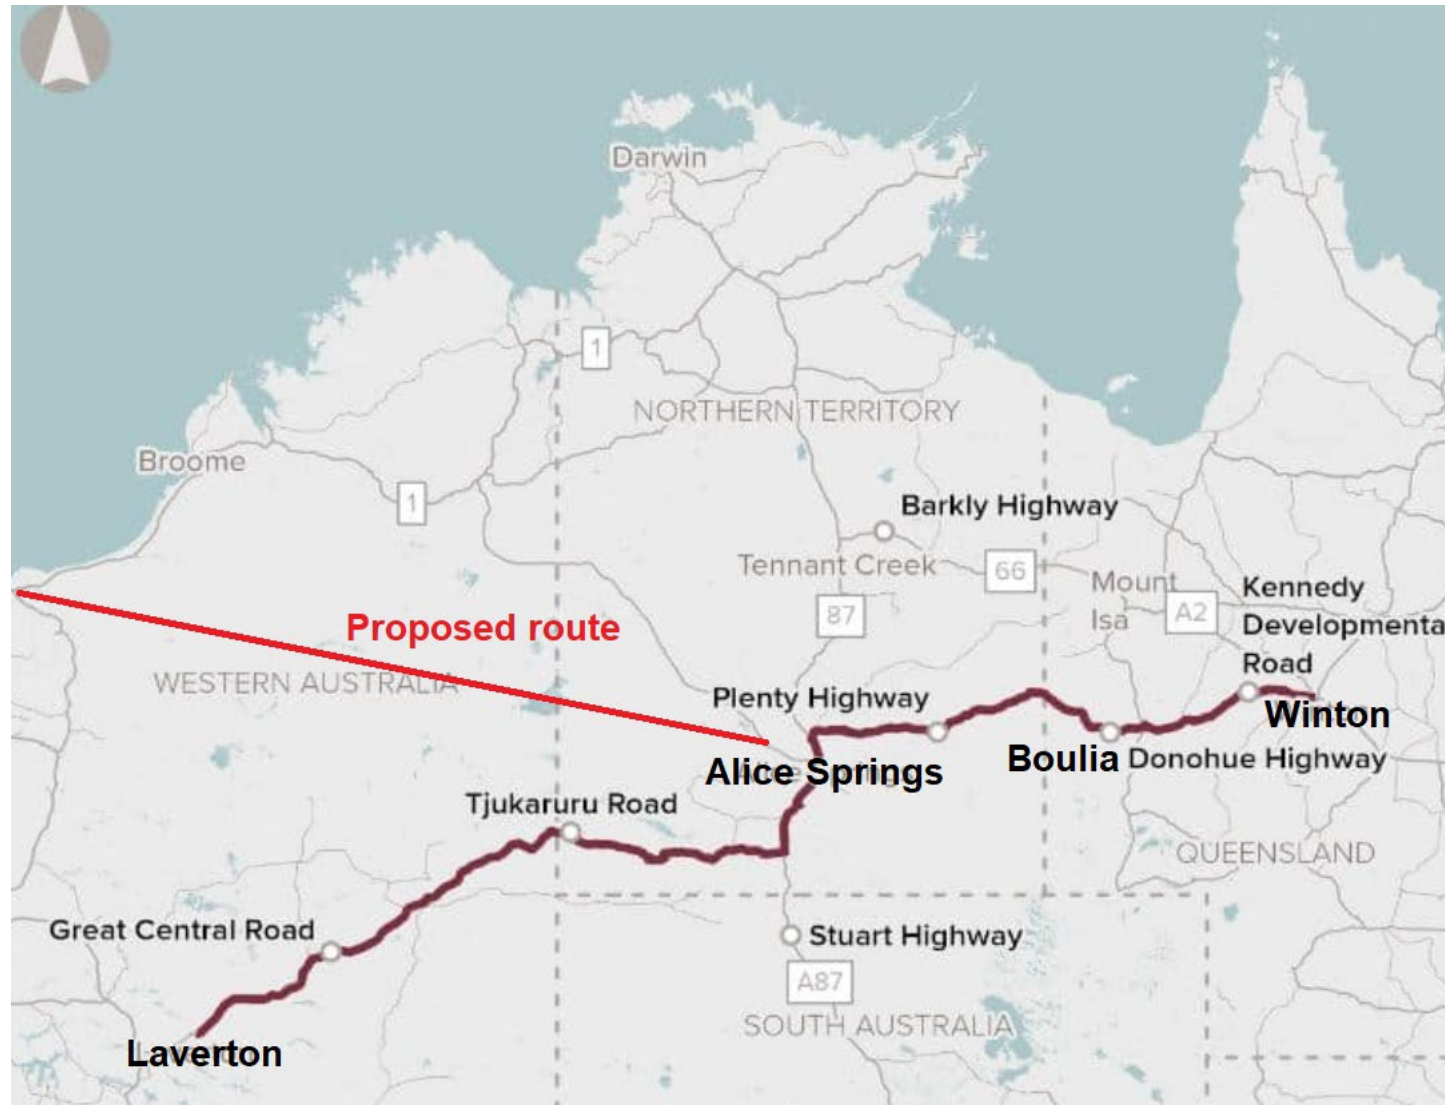 Darwin
1
NORTHERN TERRITORY
Broome
1
Barkly Highway
Tennant Creek
66
Mount
Isa
A2
Kennedy
Developmenta
Road
87
Proposed route
WESTERN AUSTRALIA
Plenty Highway
Winton
Alice Springs
Boulia
Donohue Highway
Tjukaruru Road
QUEENSLAND
Great Central Road
Stuart Highway
A87
SOUTH AUSTRALIA
Laverton